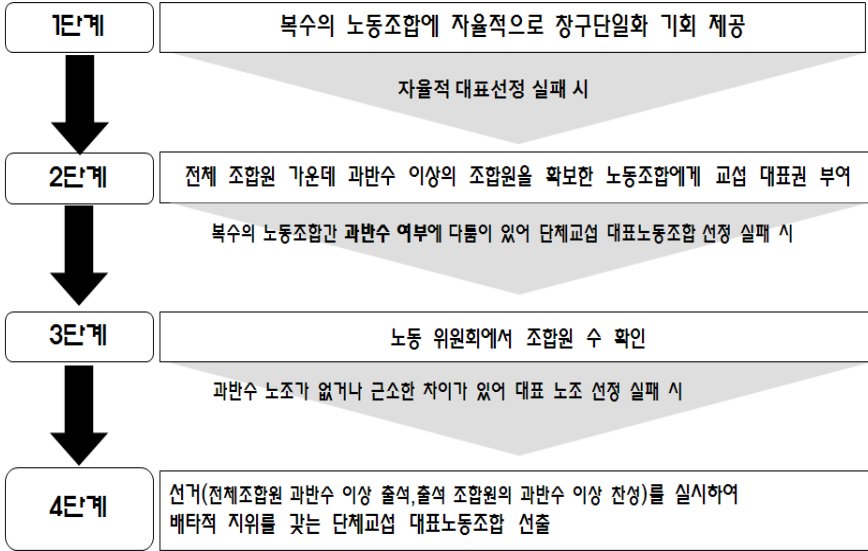 1단계
복수의 노동조합에 자율적으로 창구단일화 기회 제공
자율적 대표선정 실패 시
2단계
전체 조합원 가운데 과반수 이상의 조합원을 확보한 노동조합에게 교섭 대표권 부여
복수의 노동조합간 과반수 여부에 다툼이 있어 단체교섭 대표노동조합 선정 실패 시
3단계
노동 위원회에서 조합원 수 확인
과반수 노조가 없거나 근소한 차이가 있어 대표 노조 선정 실패 시
4단계
선거(전체조합원 과반수 이상 출석,출석 조합원의 과반수 이상 찬성)를 실시하여
배타적 지위를 갖는 단체교섭 대표노동조합 선출